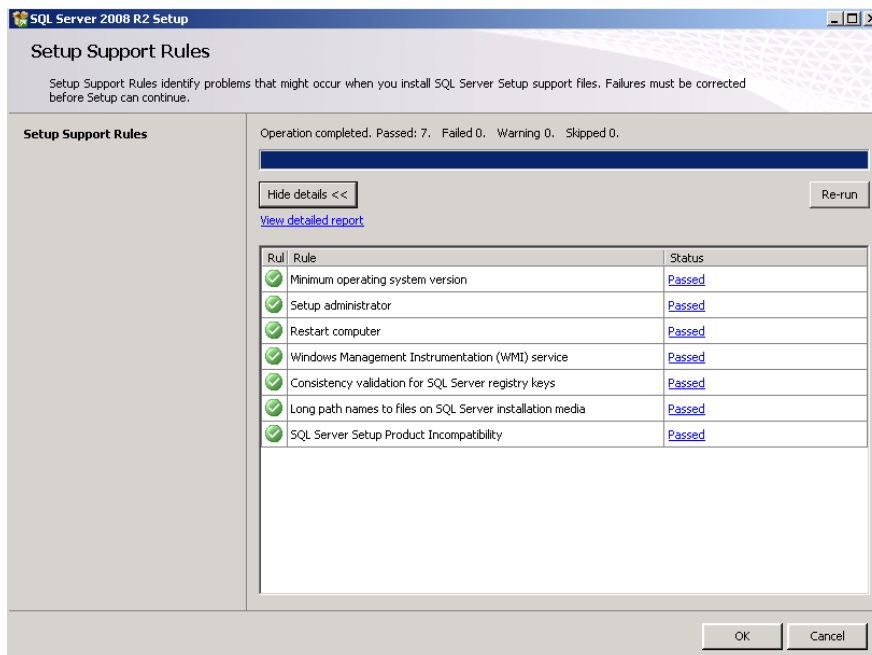 SQL Server 2008 R2 Setup
Setup Support Rules
Setup Support Rules identify problems that might occur when you install SQL Server Setup support files. Failures must be corrected
before Setup can continue.
Setup Support Rules
Operation completed. Passed: 7. Failed 0. Warning 0. Skipped 0.
Hide details <<
Re-run
View detailed report
Rul Rule Status
Minimum operating system version Passed
Setup administrator Passed
Restart computer Passed
Windows Management Instrumentation (WMI) service Passed
Consistency validation for SQL Server registry keys Passed
Long path names to files on SQL Server installation media Passed
SQL Server Setup Product Incompatibility Passed
OK Cancel